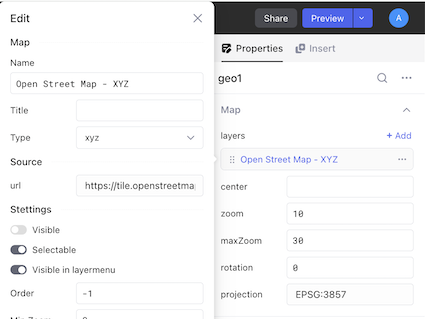 Edit
Map
Name
Open Street Map - XYZ
Title
Type
xyz
Source
url
https://tile.openstreetma
Stettings
Visible
Selectable
Visible in layermenu
Order
-1
Share
Preview
A
Properties
Insert
geo1
Map
layers
+ Add
Open Street Map - XYZ
center
zoom
10
maxZoom
30
rotation
0
projection
EPSG:3857